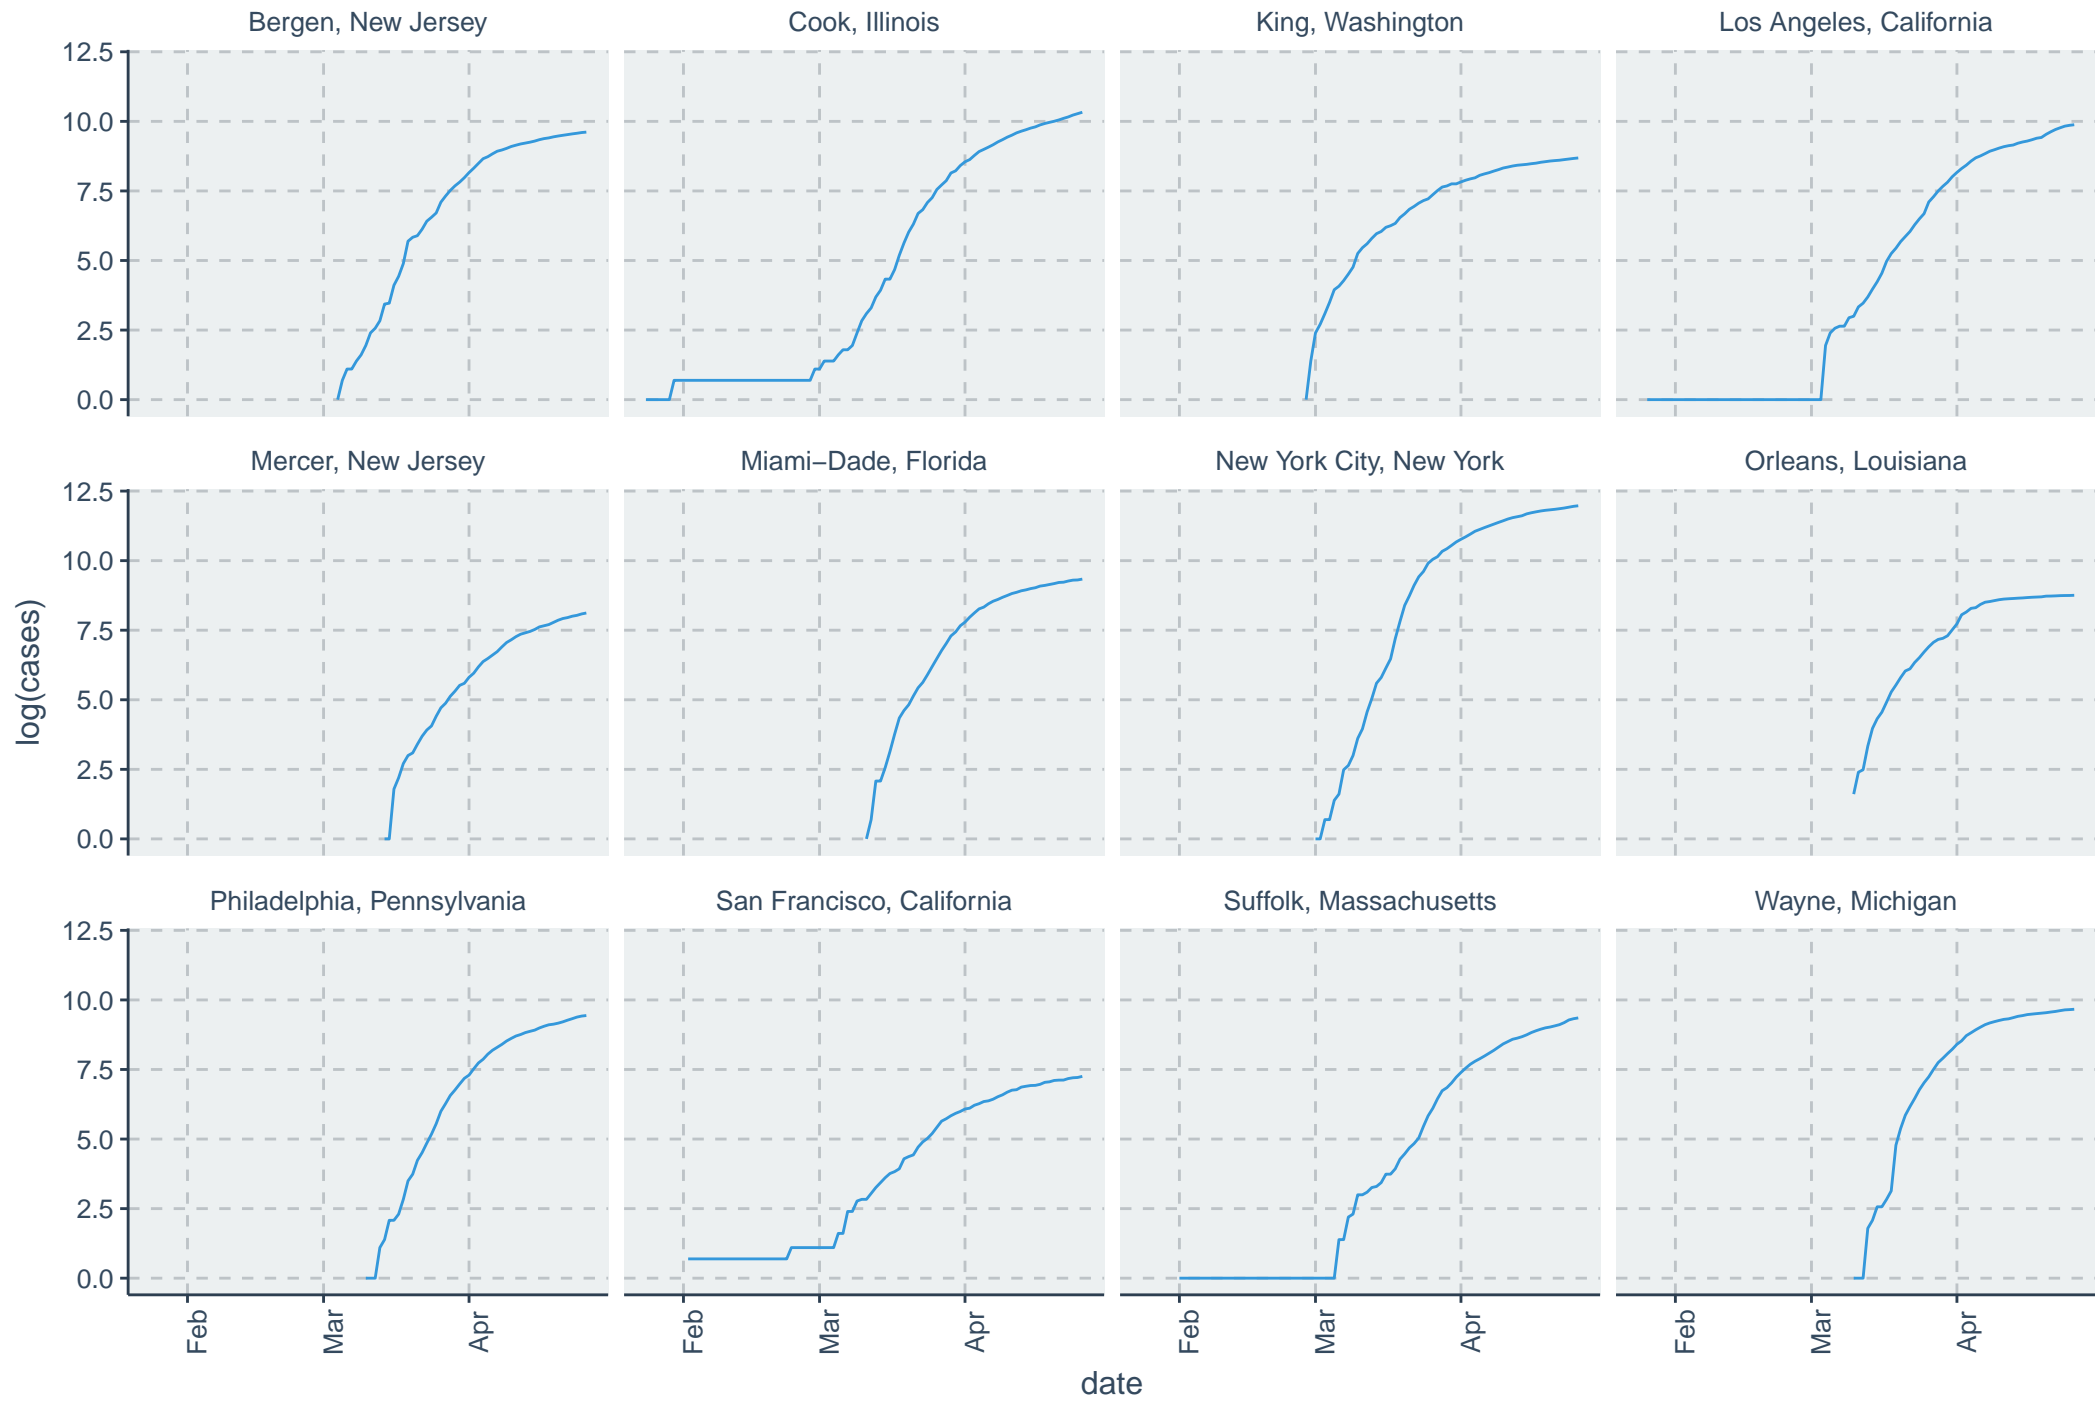 Bergen, New Jersey
Cook, Illinois
King, Washington
Los Angeles, California
12.5
10.0
7.5
5.0
2.5
0.0
Mercer, New Jersey
Miami−Dade, Florida
New York City, New York
Orleans, Louisiana
12.5
10.0
7.5
5.0
2.5
0.0
log(cases)
Philadelphia, Pennsylvania
San Francisco, California
Suffolk, Massachusetts
Wayne, Michigan
12.5
10.0
7.5
5.0
2.5
0.0
Feb
Mar
Apr
Feb
Mar
Apr
Feb
Mar
Apr
Feb
Mar
Apr
date